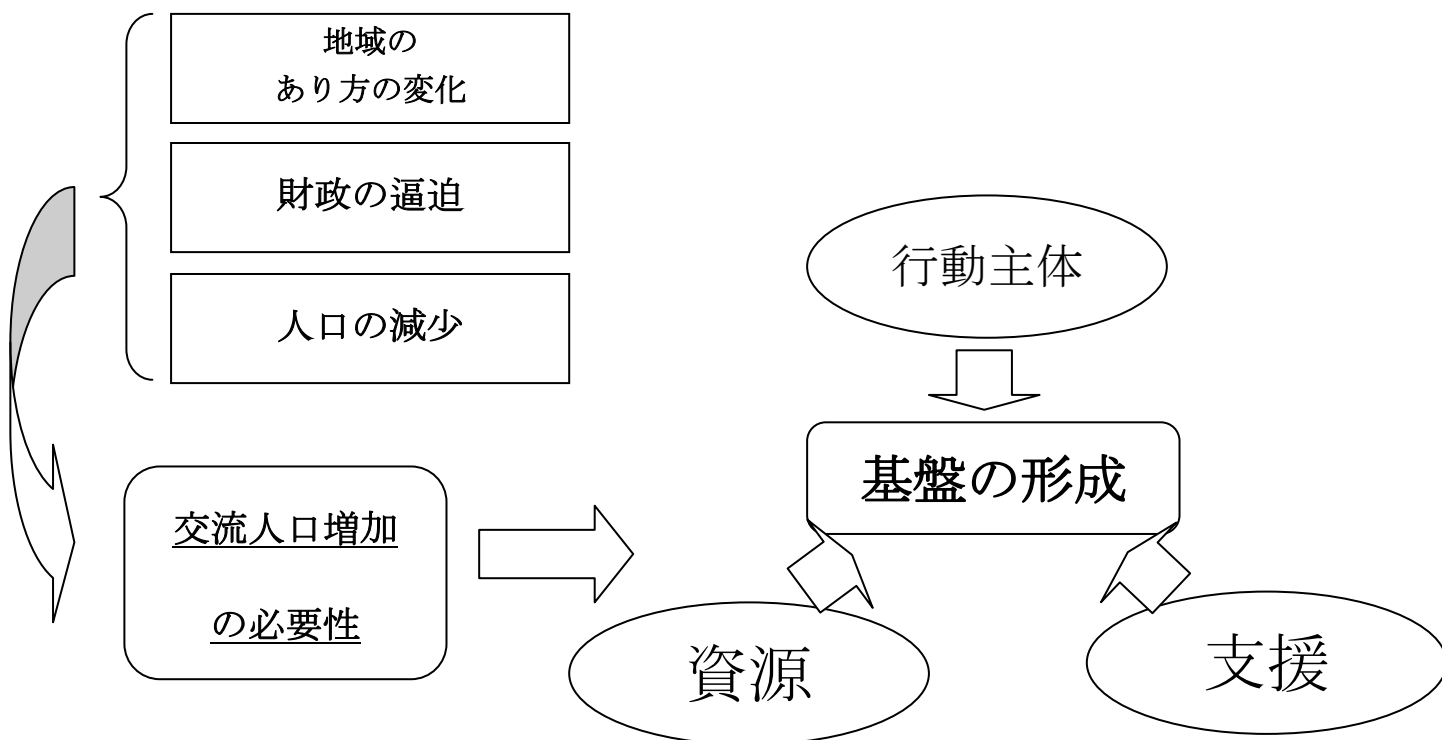 地域の
あり方の変化
財政の逼迫
人口の減少
交流人口増加
の必要性
行動主体
基盤の形成
資源
支援